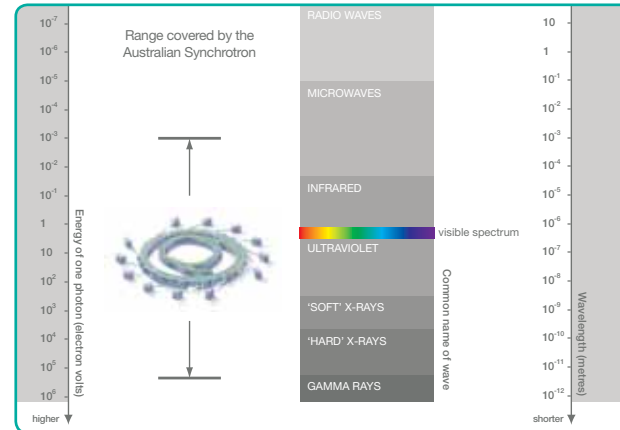 10⁻⁷
10⁻⁶
10⁻⁵
10⁻⁴
10⁻³
10⁻²
10⁻¹
1
10
10²
10³
10⁴
10⁵
10⁶
higher
Energy of one photon (electron volts)
Range covered by the
Australian Synchrotron
RADIO WAVES
MICROWAVES
INFRARED
visible spectrum
ULTRAVIOLET
‘SOFT’ X-RAYS
‘HARD’ X-RAYS
GAMMA RAYS
Common name of wave
10
1
10⁻¹
10⁻²
10⁻³
10⁻⁴
10⁻⁵
10⁻⁶
10⁻⁷
10⁻⁸
10⁻⁹
10⁻¹⁰
10⁻¹¹
10⁻¹²
shorter
Wavelength (metres)